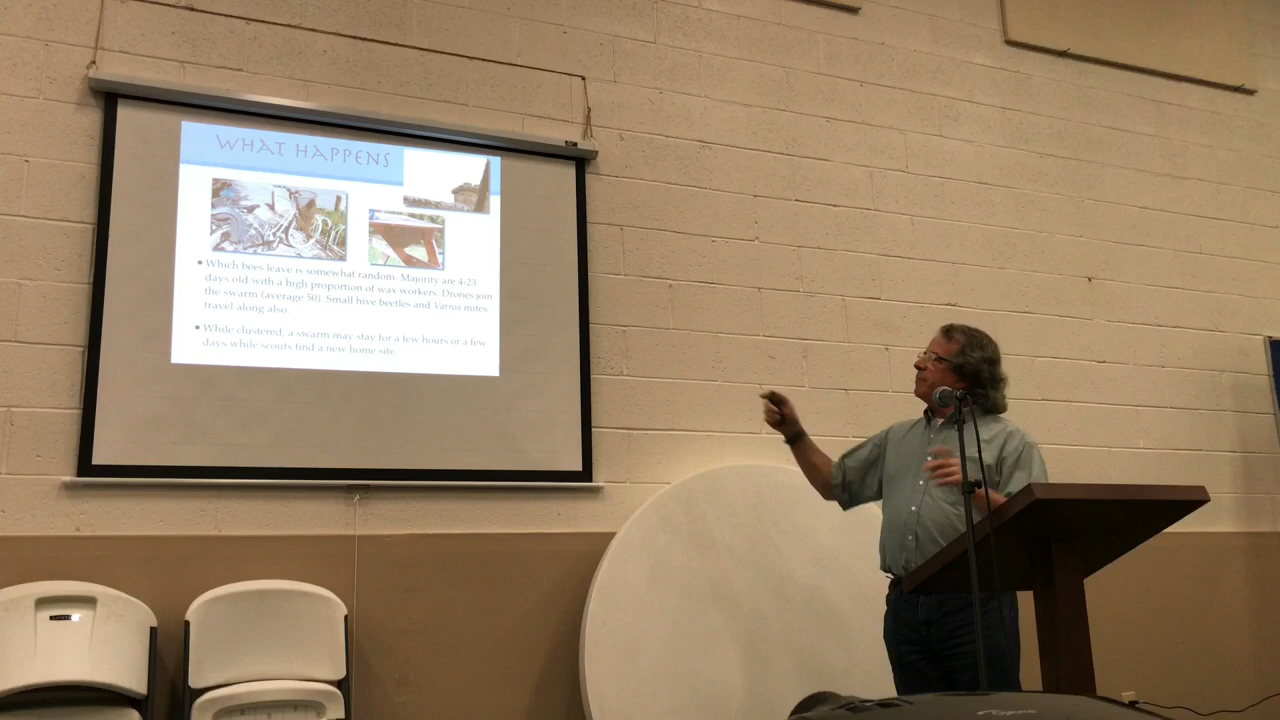 WHAT HAPPENS
• Which bees leave is somewhat random. Majority are 4-23
days old with a high proportion of wax workers. Drones join
the swarm (average 50). Small hive beetles and Varroa mites
travel along also.
• While clustered, a swarm may stay for a few hours or a few
days while scouts find a new home site.